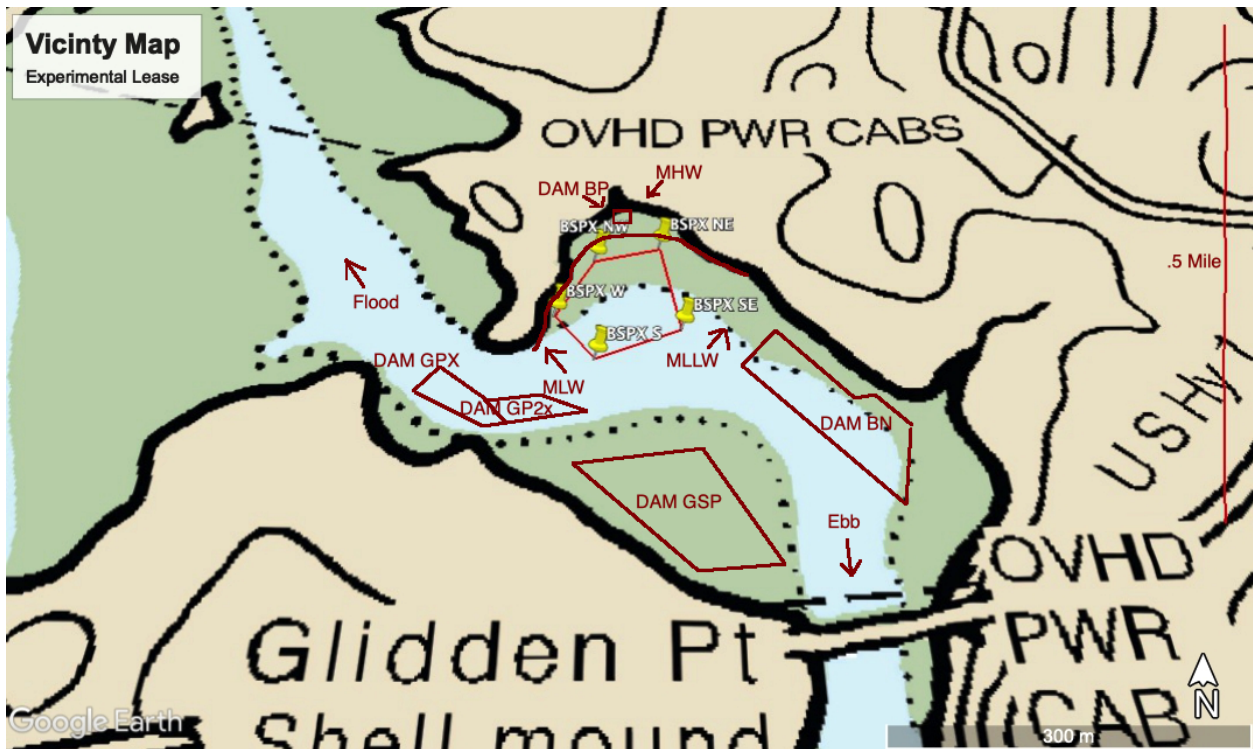 Vicinty Map
Experimental Lease
OVHD PWR CABS
MHW
DAM BP
BSPX NW
BSPX NE
.5 Mile
Flood
BSPX W
BSPX SE
BSPX S
MLLW
DAM GPX
MLW
DAM GP2x
DAM BN
USHY
DAM GSP
Ebb
OVHD
PWR
CAB
Glidden Pt
Shell mound
N
Google Earth
300 m